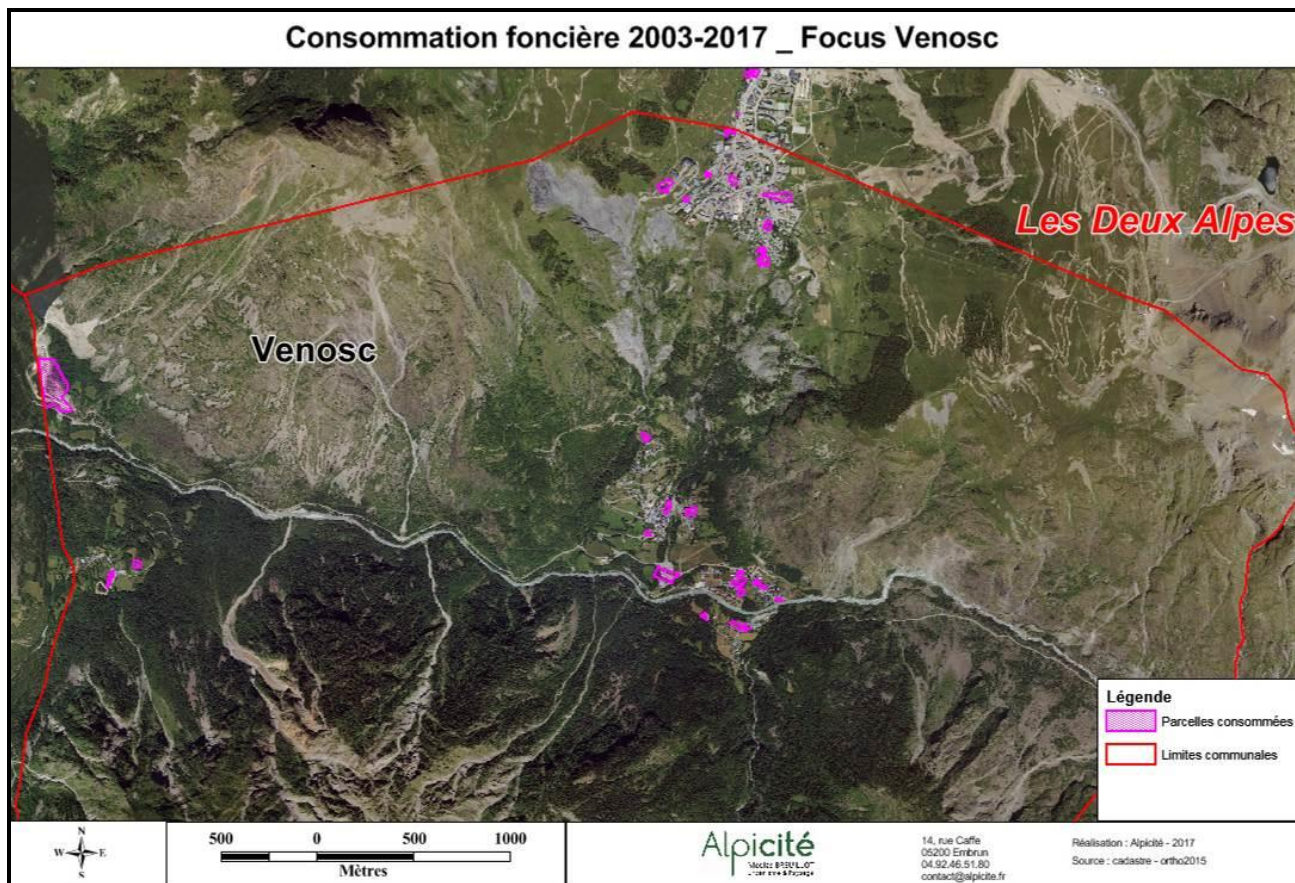 Consommation foncière 2003-2017 _ Focus Venosc
Les Deux Alpes
Venosc
Légende
Parcelles consommées
Limites communales
N
W E
S
500 0 500 1000
Mètres
Alpicité
Urbanisme & Paysage
14, rue Caffe
05200 Embrun
04.92.46.51.80
contact@alpicite.fr
Réalisation : Alpicité - 2017
Source : cadastre - ortho2015